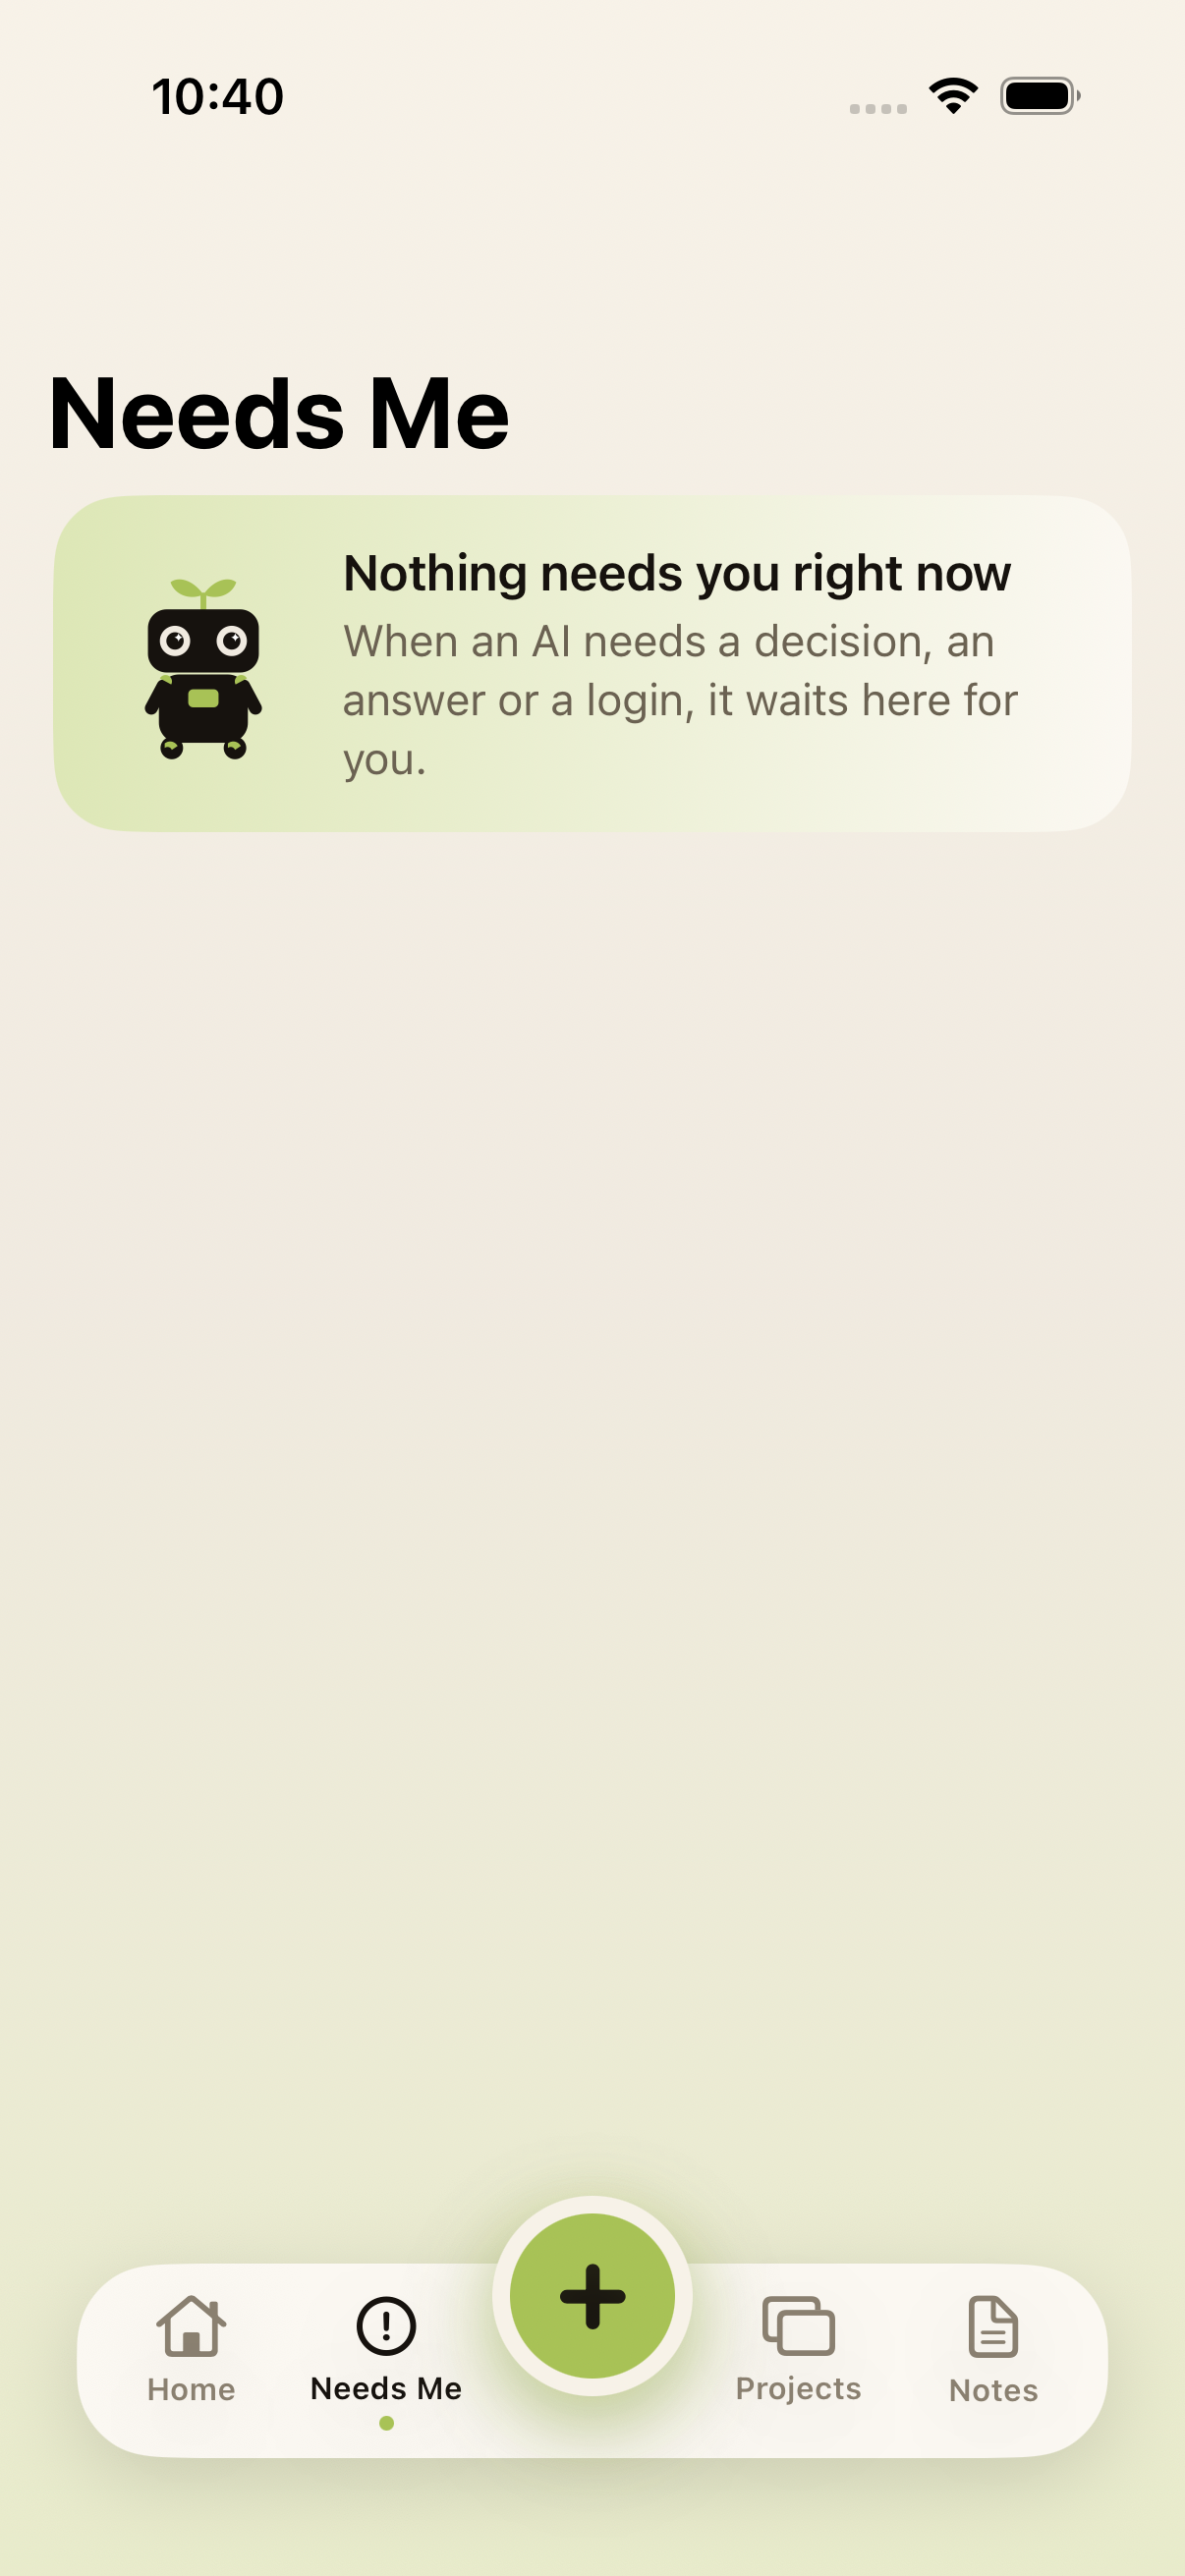 10:40
Needs Me
Nothing needs you right now
When an AI needs a decision, an
answer or a login, it waits here for
you.
Home
Needs Me
Projects
Notes